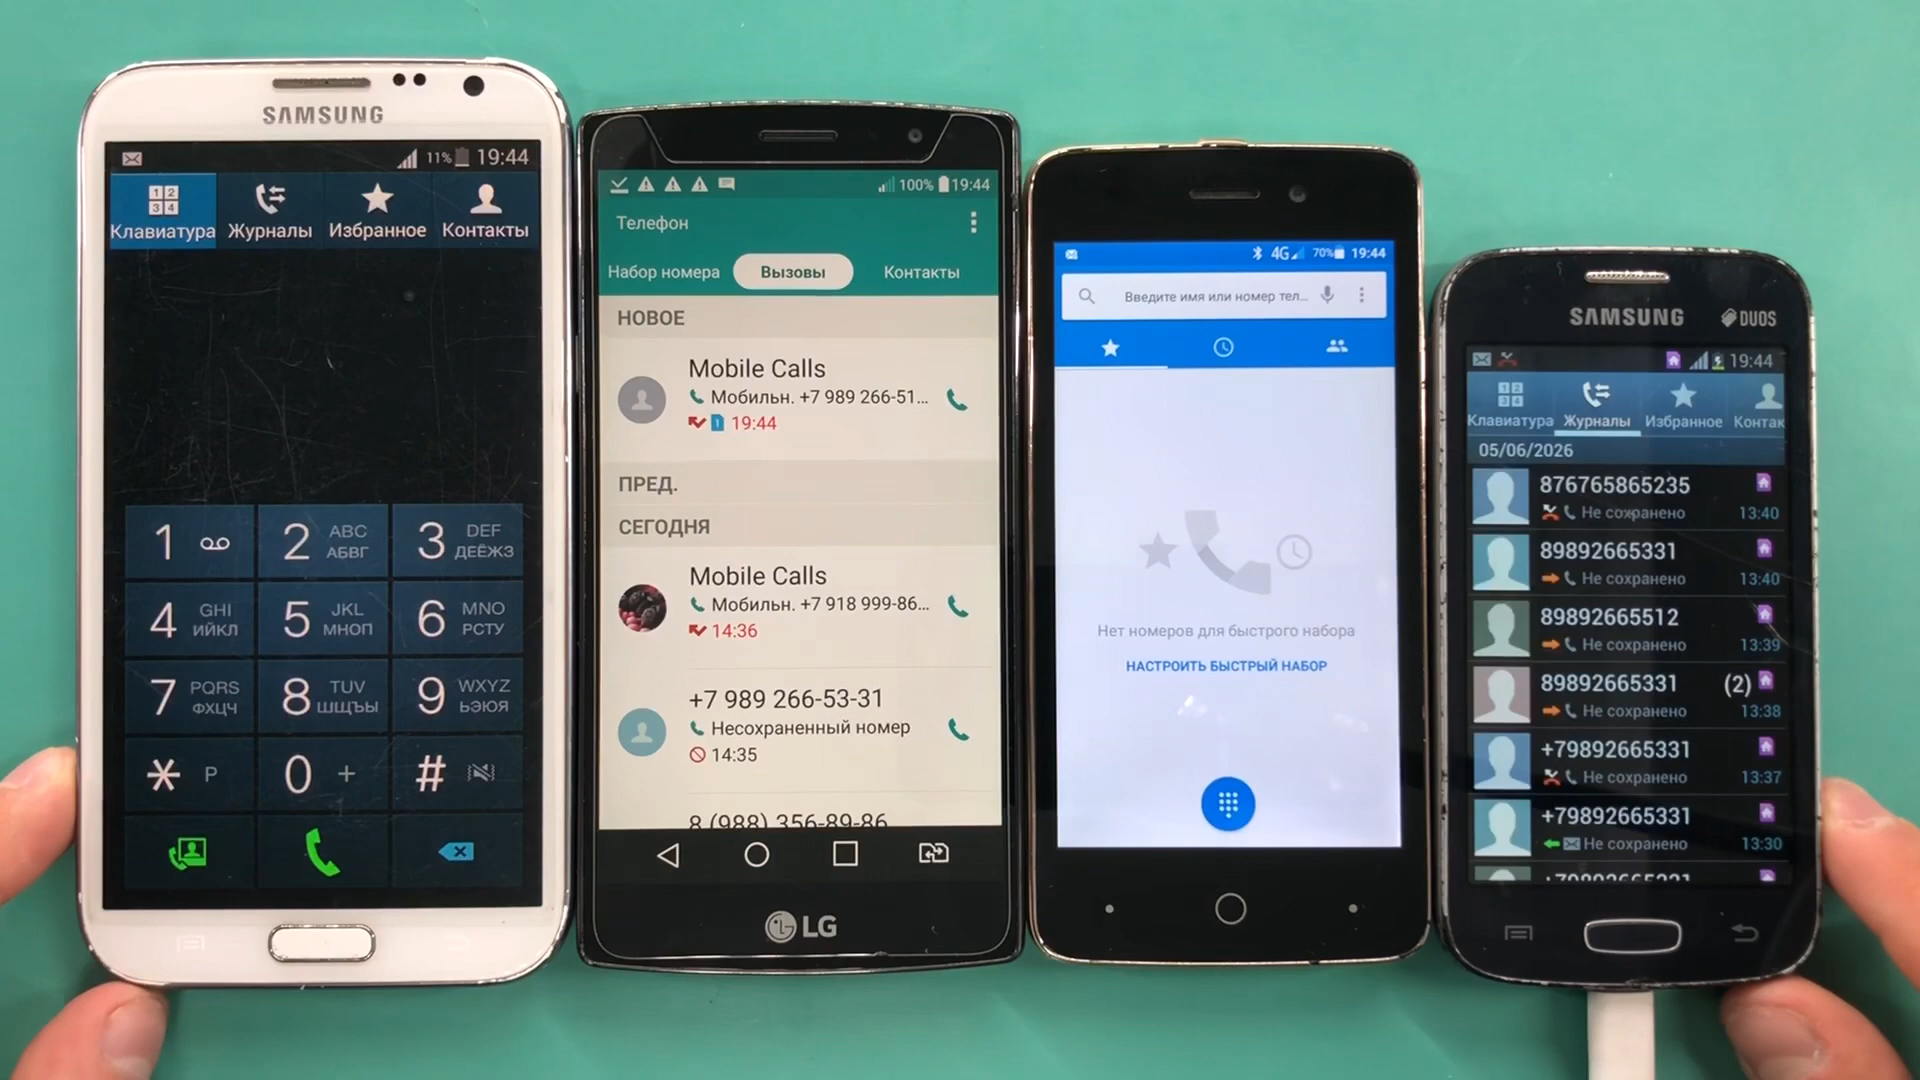 SAMSUNG
11% 19:44
Клавиатура Журналы Избранное Контакты
1 2 ABC АБВГ 3 DEF ДЕЁЖЗ
4 GHI ИЙКЛ 5 JKL МНОП 6 MNO РСТУ
7 PQRS ФХЦЧ 8 TUV ШЩЪЫ 9 WXYZ ЬЭЮЯ
* P 0 + #
100% 19:44
Телефон
Набор номера Вызовы Контакты
НОВОЕ
Mobile Calls
Мобильн. +7 989 266-51...
1 19:44
ПРЕД.
СЕГОДНЯ
Mobile Calls
Мобильн. +7 918 999-86...
14:36
+7 989 266-53-31
Несохраненный номер
14:35
8 (988) 356-89-86
LG
4G 70% 19:44
Введите имя или номер тел...
Нет номеров для быстрого набора
НАСТРОИТЬ БЫСТРЫЙ НАБОР
SAMSUNG DUOS
19:44
Клавиатура Журналы Избранное Контак
05/06/2026
876765865235
Не сохранено 13:40
89892665331
Не сохранено 13:40
89892665512
Не сохранено 13:39
89892665331 (2)
Не сохранено 13:38
+79892665331
Не сохранено 13:37
+79892665331
Не сохранено 13:30